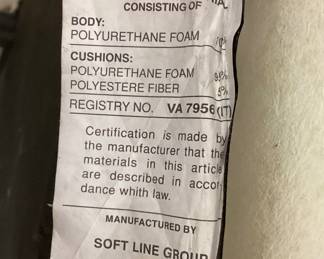 CONSISTING OF
BODY:
POLYURETHANE FOAM
CUSHIONS:
POLYURETHANE FOAM
POLYESTERE FIBER
REGISTRY NO. VA 7956 (IT)
Certification is made by
the manufacturer that the
materials in this article
are described in accor-
dance whith law.
MANUFACTURED BY
SOFT LINE GROUP